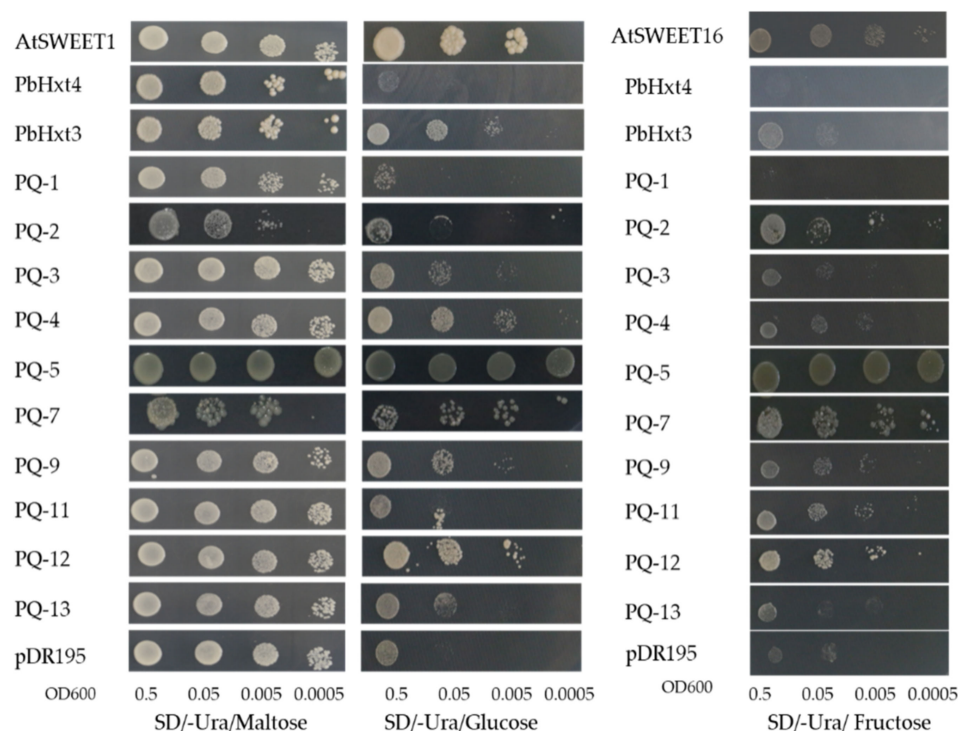 AtSWEET1
PbHxt4
PbHxt3
PQ-1
PQ-2
PQ-3
PQ-4
PQ-5
PQ-7
PQ-9
PQ-11
PQ-12
PQ-13
pDR195
OD600 0.5 0.05 0.005 0.0005 0.5 0.05 0.005 0.0005
SD/-Ura/Maltose SD/-Ura/Glucose
AtSWEET16
PbHxt4
PbHxt3
PQ-1
PQ-2
PQ-3
PQ-4
PQ-5
PQ-7
PQ-9
PQ-11
PQ-12
PQ-13
pDR195
OD600 0.5 0.05 0.005 0.0005
SD/-Ura/ Fructose